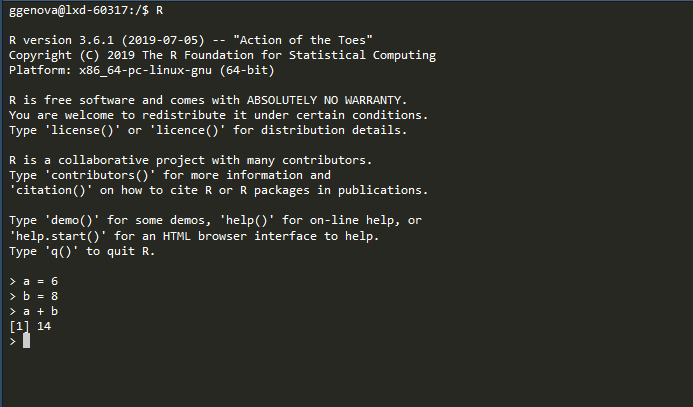 ggenova@lxd-60317:/$ R
R version 3.6.1 (2019-07-05) -- "Action of the Toes"
Copyright (C) 2019 The R Foundation for Statistical Computing
Platform: x86_64-pc-linux-gnu (64-bit)
R is free software and comes with ABSOLUTELY NO WARRANTY.
You are welcome to redistribute it under certain conditions.
Type 'license()' or 'licence()' for distribution details.
R is a collaborative project with many contributors.
Type 'contributors()' for more information and
'citation()' on how to cite R or R packages in publications.
Type 'demo()' for some demos, 'help()' for on-line help, or
'help.start()' for an HTML browser interface to help.
Type 'q()' to quit R.
> a = 6
> b = 8
> a + b
[1] 14
>